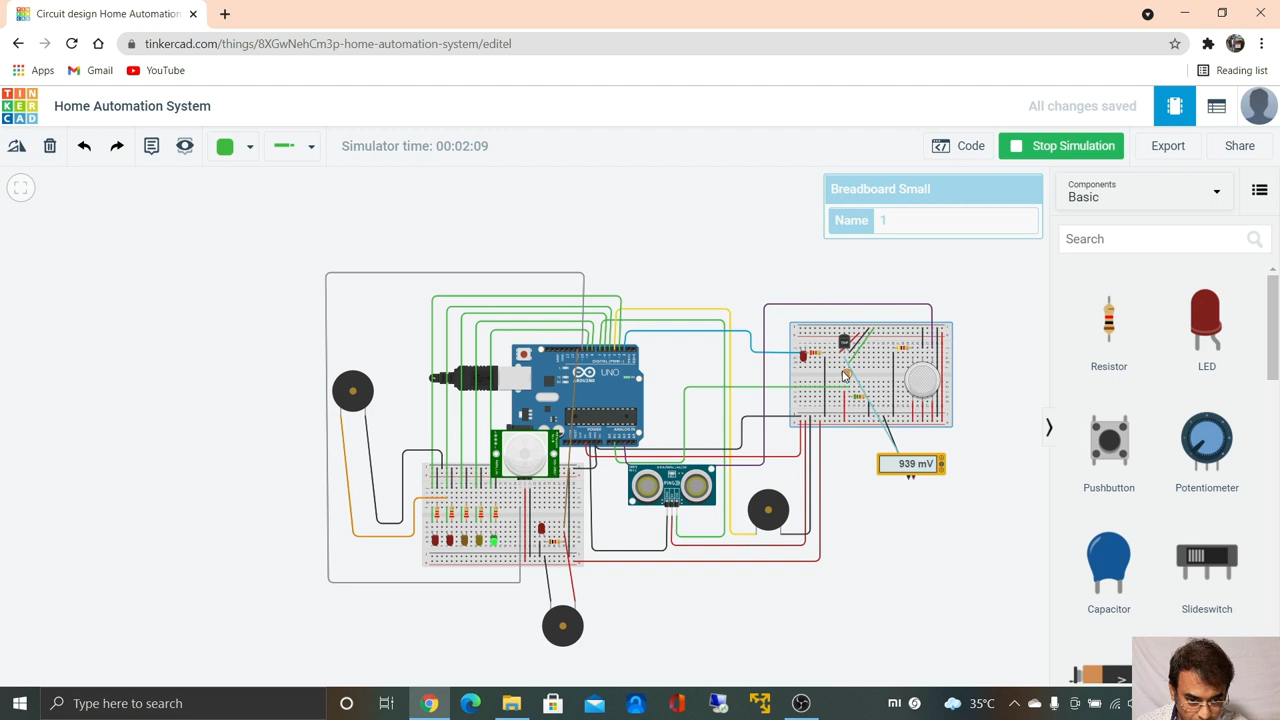 Circuit design Home Automation
tinkercad.com/things/8XGwNehCm3p-home-automation-system/editel
Apps Gmail YouTube Reading list
TIN
KER
CAD
Home Automation System
All changes saved
Simulator time: 00:02:09
Code
Stop Simulation
Export
Share
Breadboard Small
Name 1
Components
Basic
Search
Resistor LED
Pushbutton Potentiometer
Capacitor Slideswitch
UNO
ARDUINO
939 mV
Type here to search
35°C